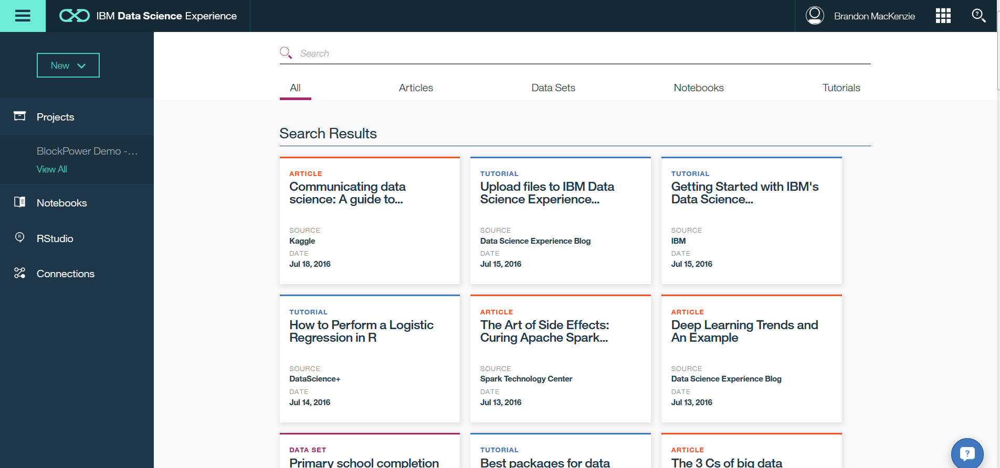 IBM Data Science Experience
Brandon MacKenzie
New
Projects
BlockPower Demo -...
View All
Notebooks
R
RStudio
Connections
Search
All
Articles
Data Sets
Notebooks
Tutorials
Search Results
ARTICLE
Communicating data
science: A guide to...
SOURCE
Kaggle
DATE
Jul 18, 2016
TUTORIAL
Upload files to IBM Data
Science Experience...
SOURCE
Data Science Experience Blog
DATE
Jul 15, 2016
TUTORIAL
Getting Started with IBM's
Data Science...
SOURCE
IBM
DATE
Jul 15, 2016
TUTORIAL
How to Perform a Logistic
Regression in R
SOURCE
DataScience+
DATE
Jul 14, 2016
ARTICLE
The Art of Side Effects:
Curing Apache Spark...
SOURCE
Spark Technology Center
DATE
Jul 13, 2016
ARTICLE
Deep Learning Trends and
An Example
SOURCE
Data Science Experience Blog
DATE
Jul 13, 2016
DATA SET
Primary school completion
TUTORIAL
Best packages for data
ARTICLE
The 3 Cs of big data
?